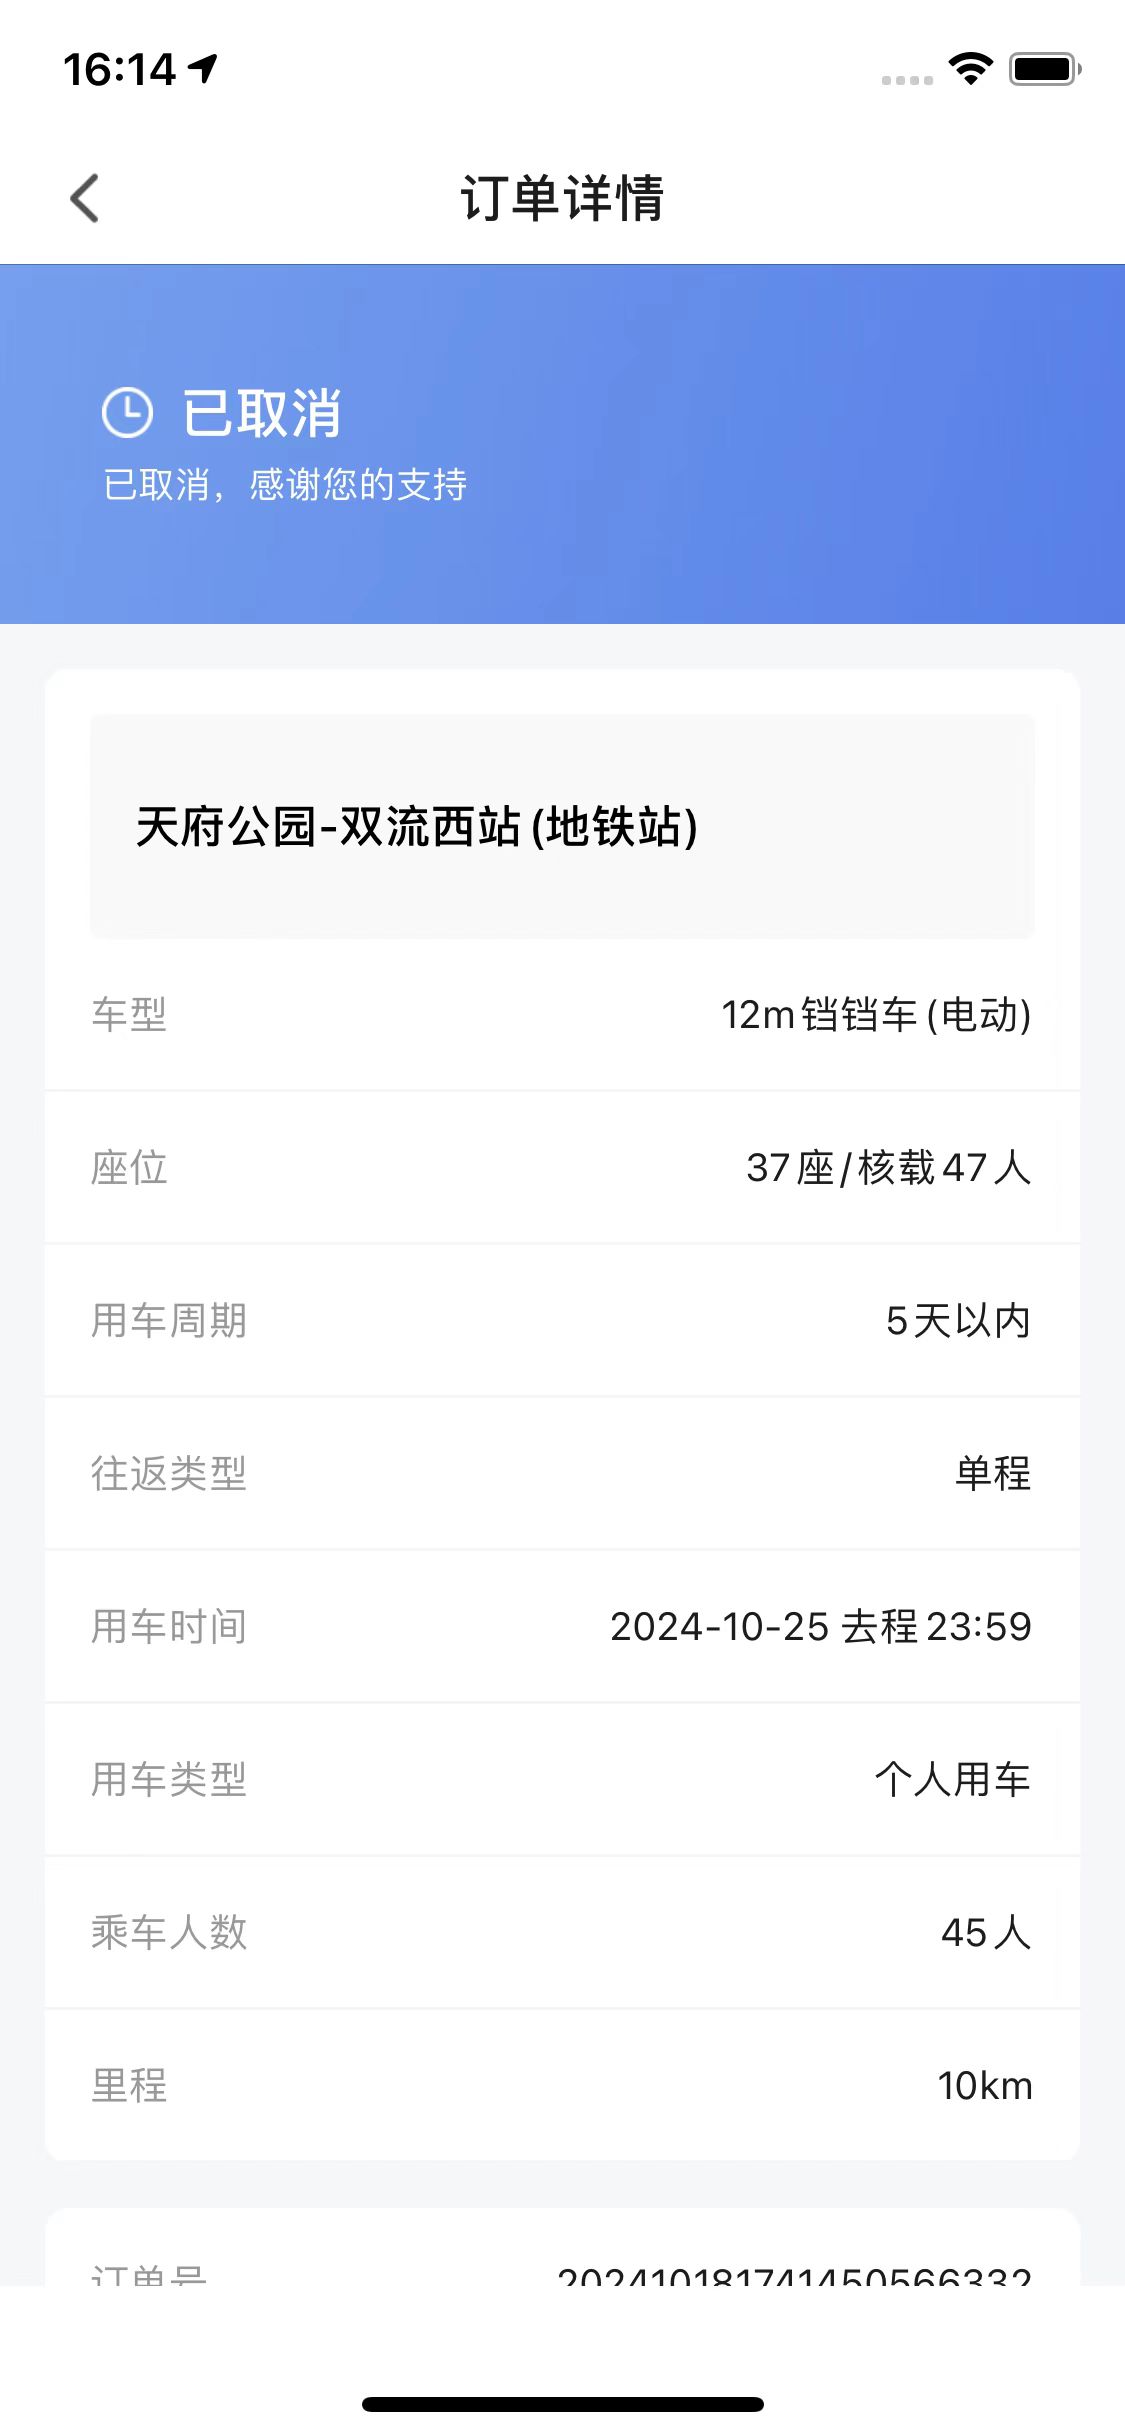 16:14
订单详情
已取消
已取消，感谢您的支持
天府公园-双流西站(地铁站)
车型 12m铛铛车(电动)
座位 37座/核载47人
用车周期 5天以内
往返类型 单程
用车时间 2024-10-25 去程23:59
用车类型 个人用车
乘车人数 45人
里程 10km
订单号 202410181741450566332